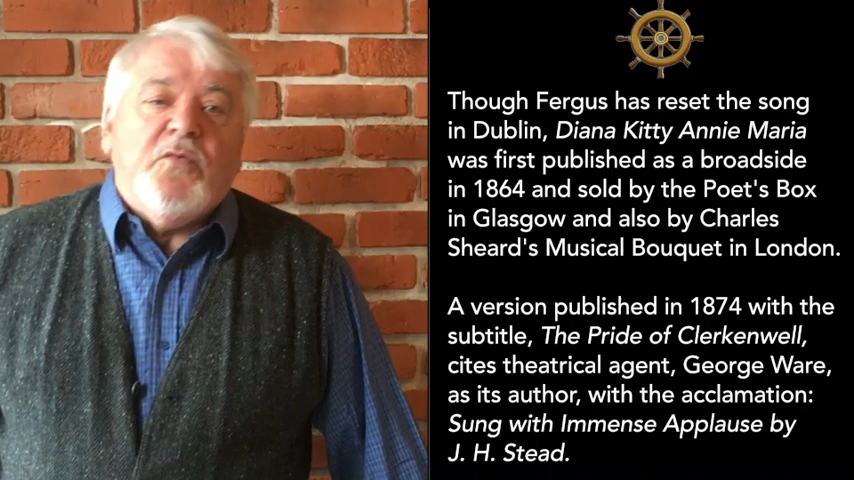 Though Fergus has reset the song
in Dublin, Diana Kitty Annie Maria
was first published as a broadside
in 1864 and sold by the Poet's Box
in Glasgow and also by Charles
Sheard's Musical Bouquet in London.
A version published in 1874 with the
subtitle, The Pride of Clerkenwell,
cites theatrical agent, George Ware,
as its author, with the acclamation:
Sung with Immense Applause by
J. H. Stead.